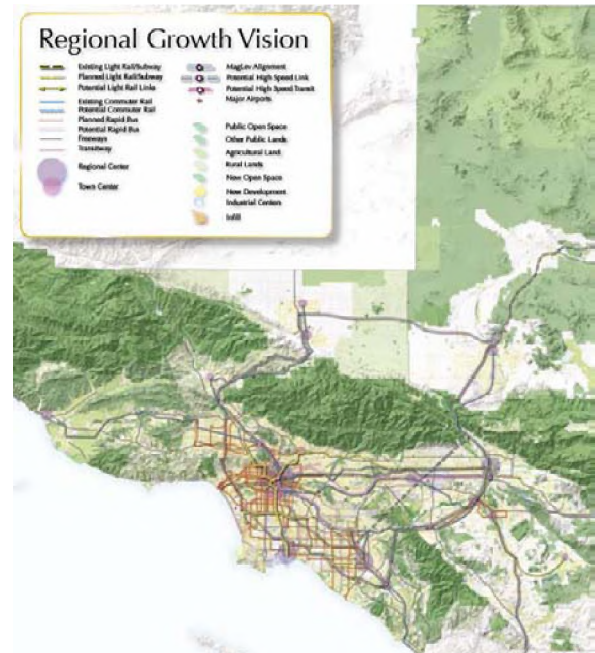 Regional Growth Vision
Existing Light Rail/Subway
Planned Light Rail/Subway
Potential Light Rail Links
Existing Commuter Rail
Potential Commuter Rail
Planned Rapid Bus
Potential Rapid Bus
Freeways
Transitway
Regional Center
Town Center
MagLev Alignment
Potential High Speed Link
Potential High Speed Transit
Major Airports
Public Open Space
Other Public Lands
Agricultural Land
Rural Lands
New Open Space
New Development
Industrial Centers
Infill